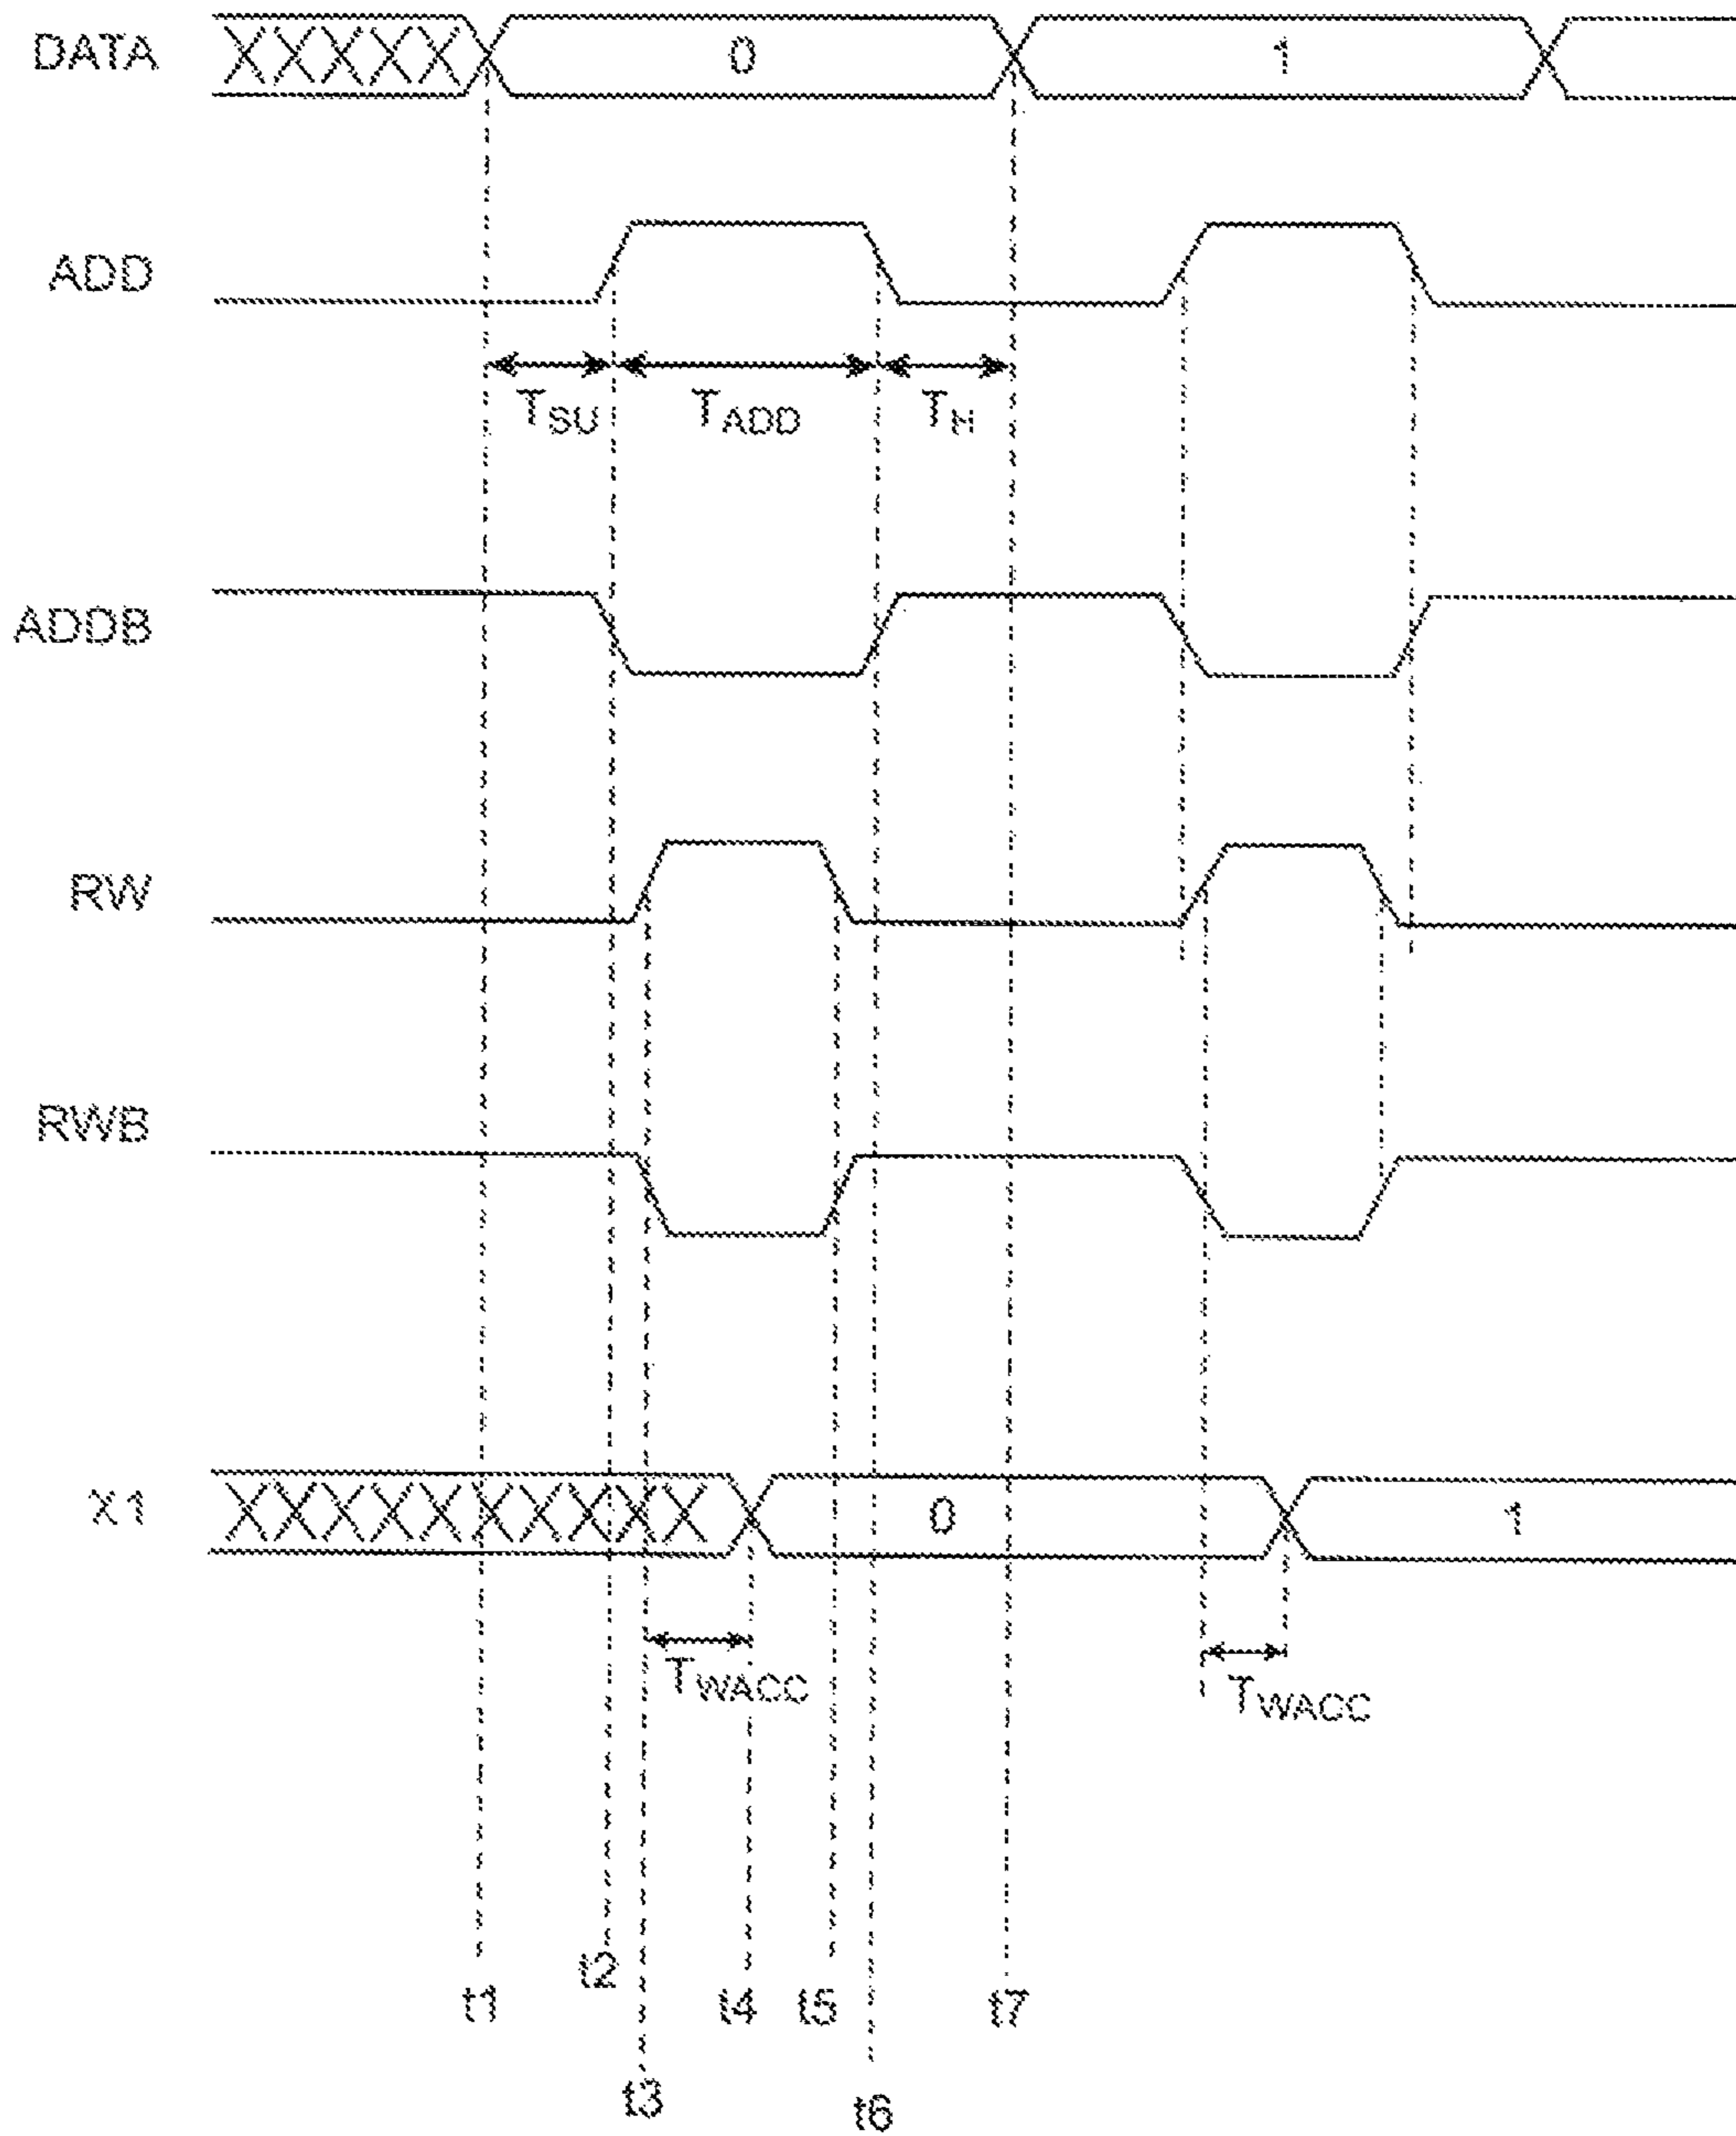 DATA 0 1
ADD
TSU TADD TH
ADDB
RW
RWB
X1 0 1
TWACC TWACC
t1 t2 t3 t4 t5 t6 t7